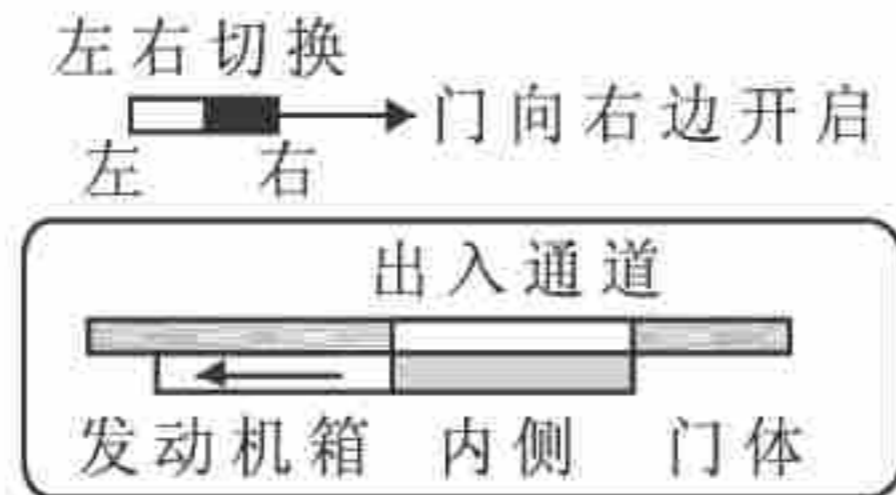 左右切换
门向右边开启
左 右
出入通道
发动机箱 内侧 门体